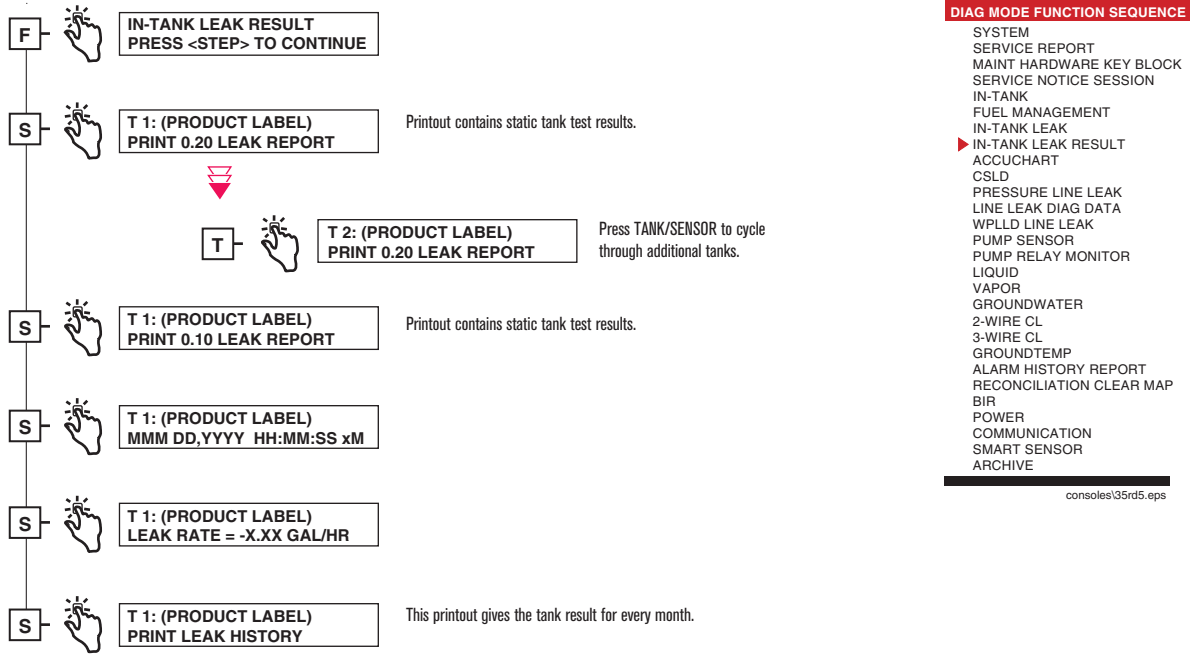 F
IN-TANK LEAK RESULT
PRESS <STEP> TO CONTINUE
S
T 1: (PRODUCT LABEL)
PRINT 0.20 LEAK REPORT
Printout contains static tank test results.
T
T 2: (PRODUCT LABEL)
PRINT 0.20 LEAK REPORT
Press TANK/SENSOR to cycle
through additional tanks.
S
T 1: (PRODUCT LABEL)
PRINT 0.10 LEAK REPORT
Printout contains static tank test results.
S
T 1: (PRODUCT LABEL)
MMM DD,YYYY HH:MM:SS xM
S
T 1: (PRODUCT LABEL)
LEAK RATE = -X.XX GAL/HR
S
T 1: (PRODUCT LABEL)
PRINT LEAK HISTORY
This printout gives the tank result for every month.
DIAG MODE FUNCTION SEQUENCE
SYSTEM
SERVICE REPORT
MAINT HARDWARE KEY BLOCK
SERVICE NOTICE SESSION
IN-TANK
FUEL MANAGEMENT
IN-TANK LEAK
IN-TANK LEAK RESULT
ACCUCHART
CSLD
PRESSURE LINE LEAK
LINE LEAK DIAG DATA
WPLLD LINE LEAK
PUMP SENSOR
PUMP RELAY MONITOR
LIQUID
VAPOR
GROUNDWATER
2-WIRE CL
3-WIRE CL
GROUNDTEMP
ALARM HISTORY REPORT
RECONCILIATION CLEAR MAP
BIR
POWER
COMMUNICATION
SMART SENSOR
ARCHIVE
consoles\35rd5.eps